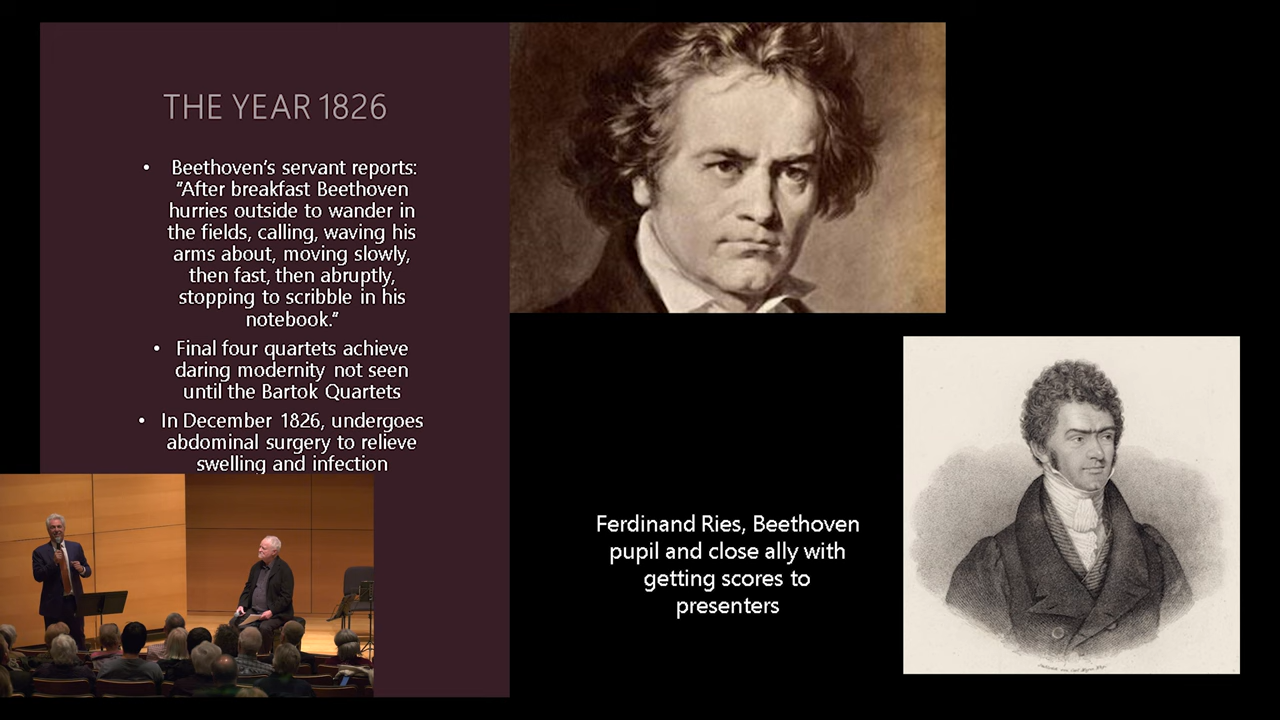 THE YEAR 1826
• Beethoven's servant reports:
"After breakfast Beethoven
hurries outside to wander in
the fields, calling, waving his
arms about, moving slowly,
then fast, then abruptly,
stopping to scribble in his
notebook."
• Final four quartets achieve
daring modernity not seen
until the Bartok Quartets
• In December 1826, undergoes
abdominal surgery to relieve
swelling and infection
Ferdinand Ries, Beethoven
pupil and close ally with
getting scores to
presenters